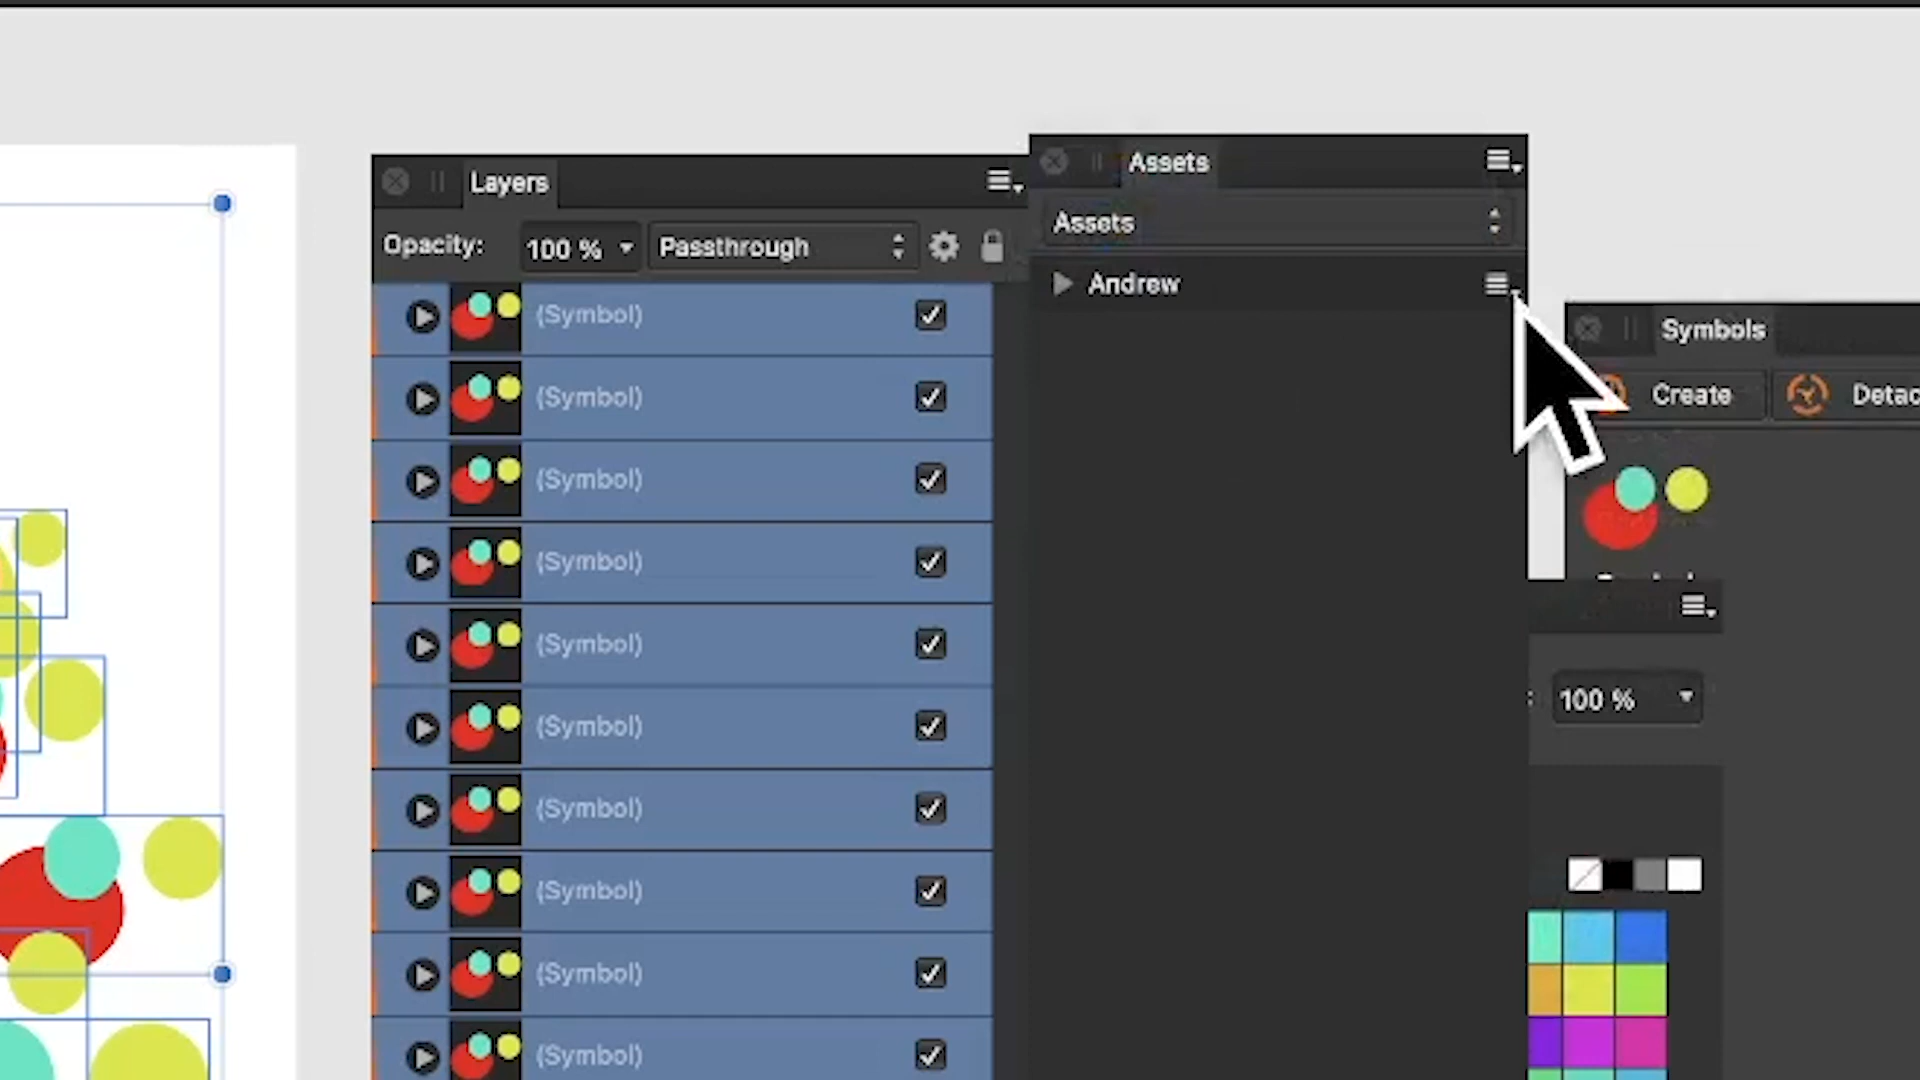 Layers
Opacity: 100 % Passthrough
(Symbol)
(Symbol)
(Symbol)
(Symbol)
(Symbol)
(Symbol)
(Symbol)
(Symbol)
(Symbol)
(Symbol)
Assets
Assets
Andrew
Symbols
Create
Detac
100 %